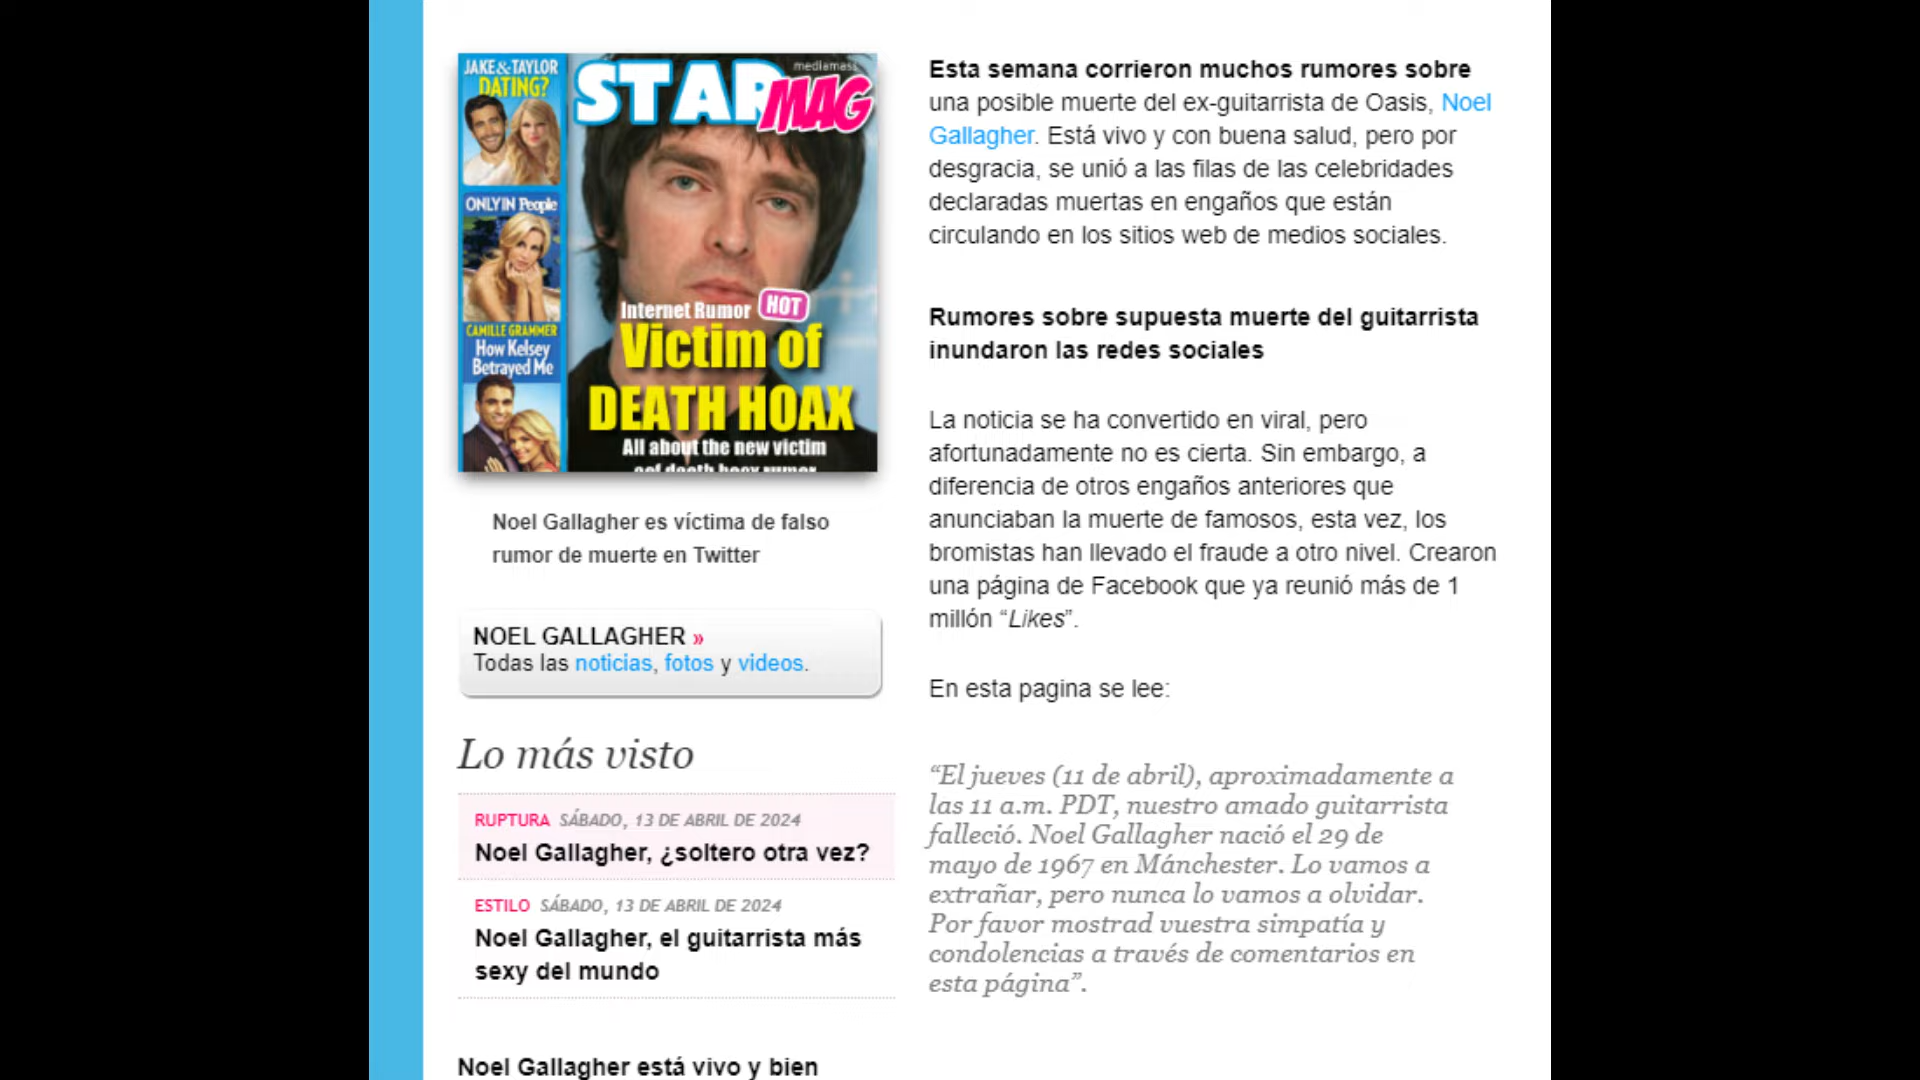 JAKE & TAYLOR
DATING?
ONLY IN People
CAMILLE GRAMMER
How Kelsey
Betrayed Me
mediamass
STAR
MAG
Internet Rumor HOT
Victim of
DEATH HOAX
All about the new victim
of death hoax rumor
Noel Gallagher es víctima de falso
rumor de muerte en Twitter
NOEL GALLAGHER »
Todas las noticias, fotos y videos.
Lo más visto
RUPTURA SÁBADO, 13 DE ABRIL DE 2024
Noel Gallagher, ¿soltero otra vez?
ESTILO SÁBADO, 13 DE ABRIL DE 2024
Noel Gallagher, el guitarrista más
sexy del mundo
Noel Gallagher está vivo y bien
Esta semana corrieron muchos rumores sobre
una posible muerte del ex-guitarrista de Oasis, Noel
Gallagher. Está vivo y con buena salud, pero por
desgracia, se unió a las filas de las celebridades
declaradas muertas en engaños que están
circulando en los sitios web de medios sociales.
Rumores sobre supuesta muerte del guitarrista
inundaron las redes sociales
La noticia se ha convertido en viral, pero
afortunadamente no es cierta. Sin embargo, a
diferencia de otros engaños anteriores que
anunciaban la muerte de famosos, esta vez, los
bromistas han llevado el fraude a otro nivel. Crearon
una página de Facebook que ya reunió más de 1
millón “Likes”.
En esta pagina se lee:
“El jueves (11 de abril), aproximadamente a
las 11 a.m. PDT, nuestro amado guitarrista
falleció. Noel Gallagher nació el 29 de
mayo de 1967 en Mánchester. Lo vamos a
extrañar, pero nunca lo vamos a olvidar.
Por favor mostrad vuestra simpatía y
condolencias a través de comentarios en
esta página”.